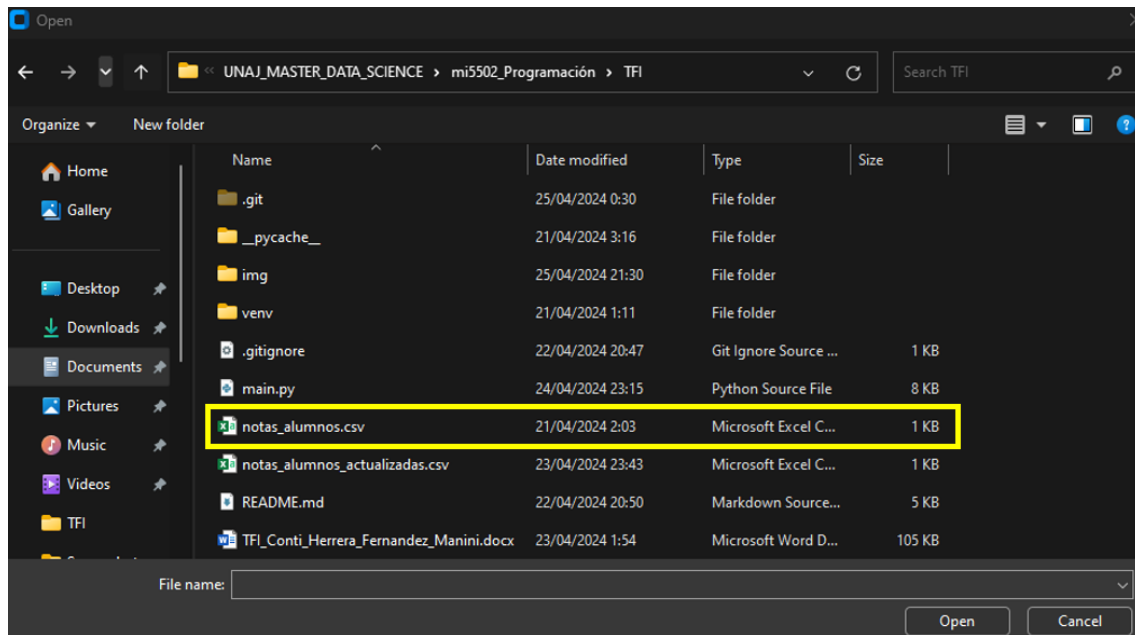 Open
« UNAJ_MASTER_DATA_SCIENCE > mi5502_Programación > TFI
Search TFI
Organize New folder
Name Date modified Type Size
Home
Gallery
Desktop
Downloads
Documents
Pictures
Music
Videos
TFI
.git 25/04/2024 0:30 File folder
__pycache__ 21/04/2024 3:16 File folder
img 25/04/2024 21:30 File folder
venv 21/04/2024 1:11 File folder
.gitignore 22/04/2024 20:47 Git Ignore Source ... 1 KB
main.py 24/04/2024 23:15 Python Source File 8 KB
notas_alumnos.csv 21/04/2024 2:03 Microsoft Excel C... 1 KB
notas_alumnos_actualizadas.csv 23/04/2024 23:43 Microsoft Excel C... 1 KB
README.md 22/04/2024 20:50 Markdown Source... 5 KB
TFI_Conti_Herrera_Fernandez_Manini.docx 23/04/2024 1:54 Microsoft Word D... 105 KB
File name:
Open Cancel